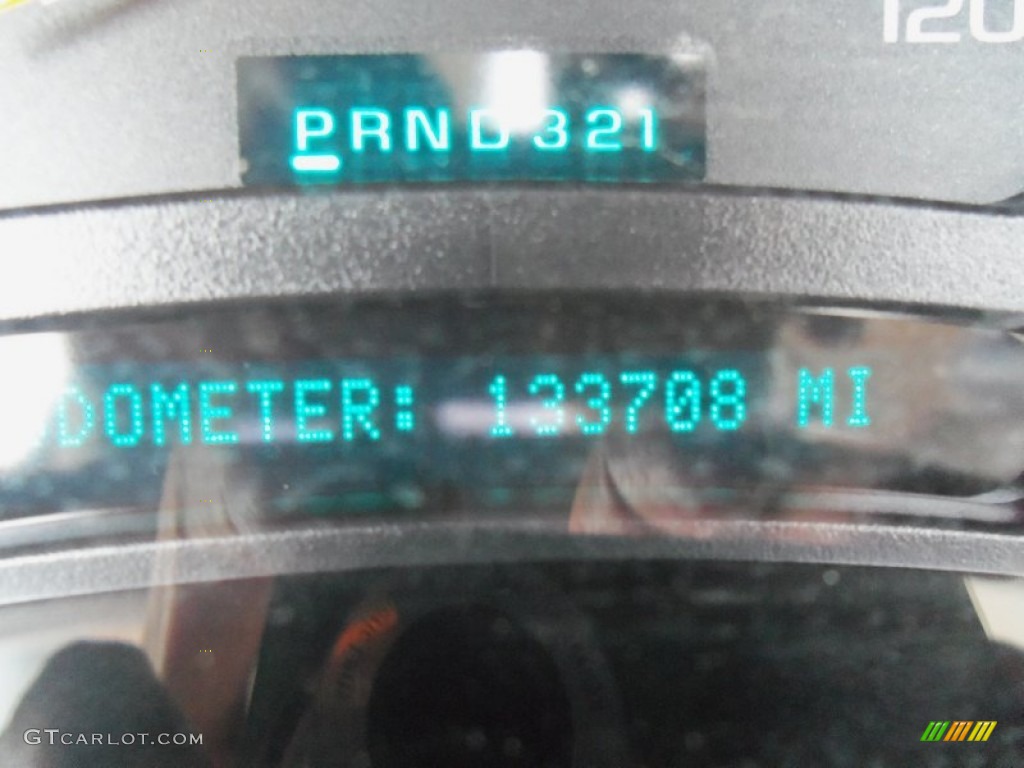 120
PRND321
DOMETER: 133708 MI
GTCARLOT.COM